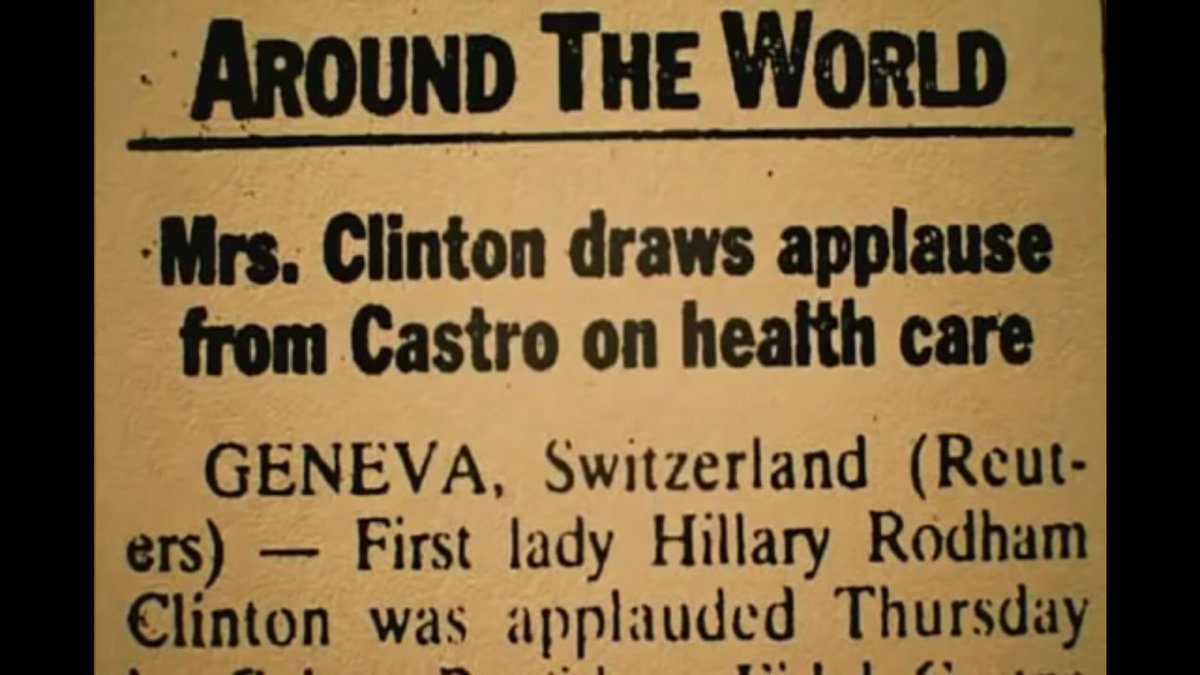 AROUND THE WORLD
Mrs. Clinton draws applause
from Castro on health care
GENEVA, Switzerland (Reut-
ers) — First lady Hillary Rodham
Clinton was applauded Thursday